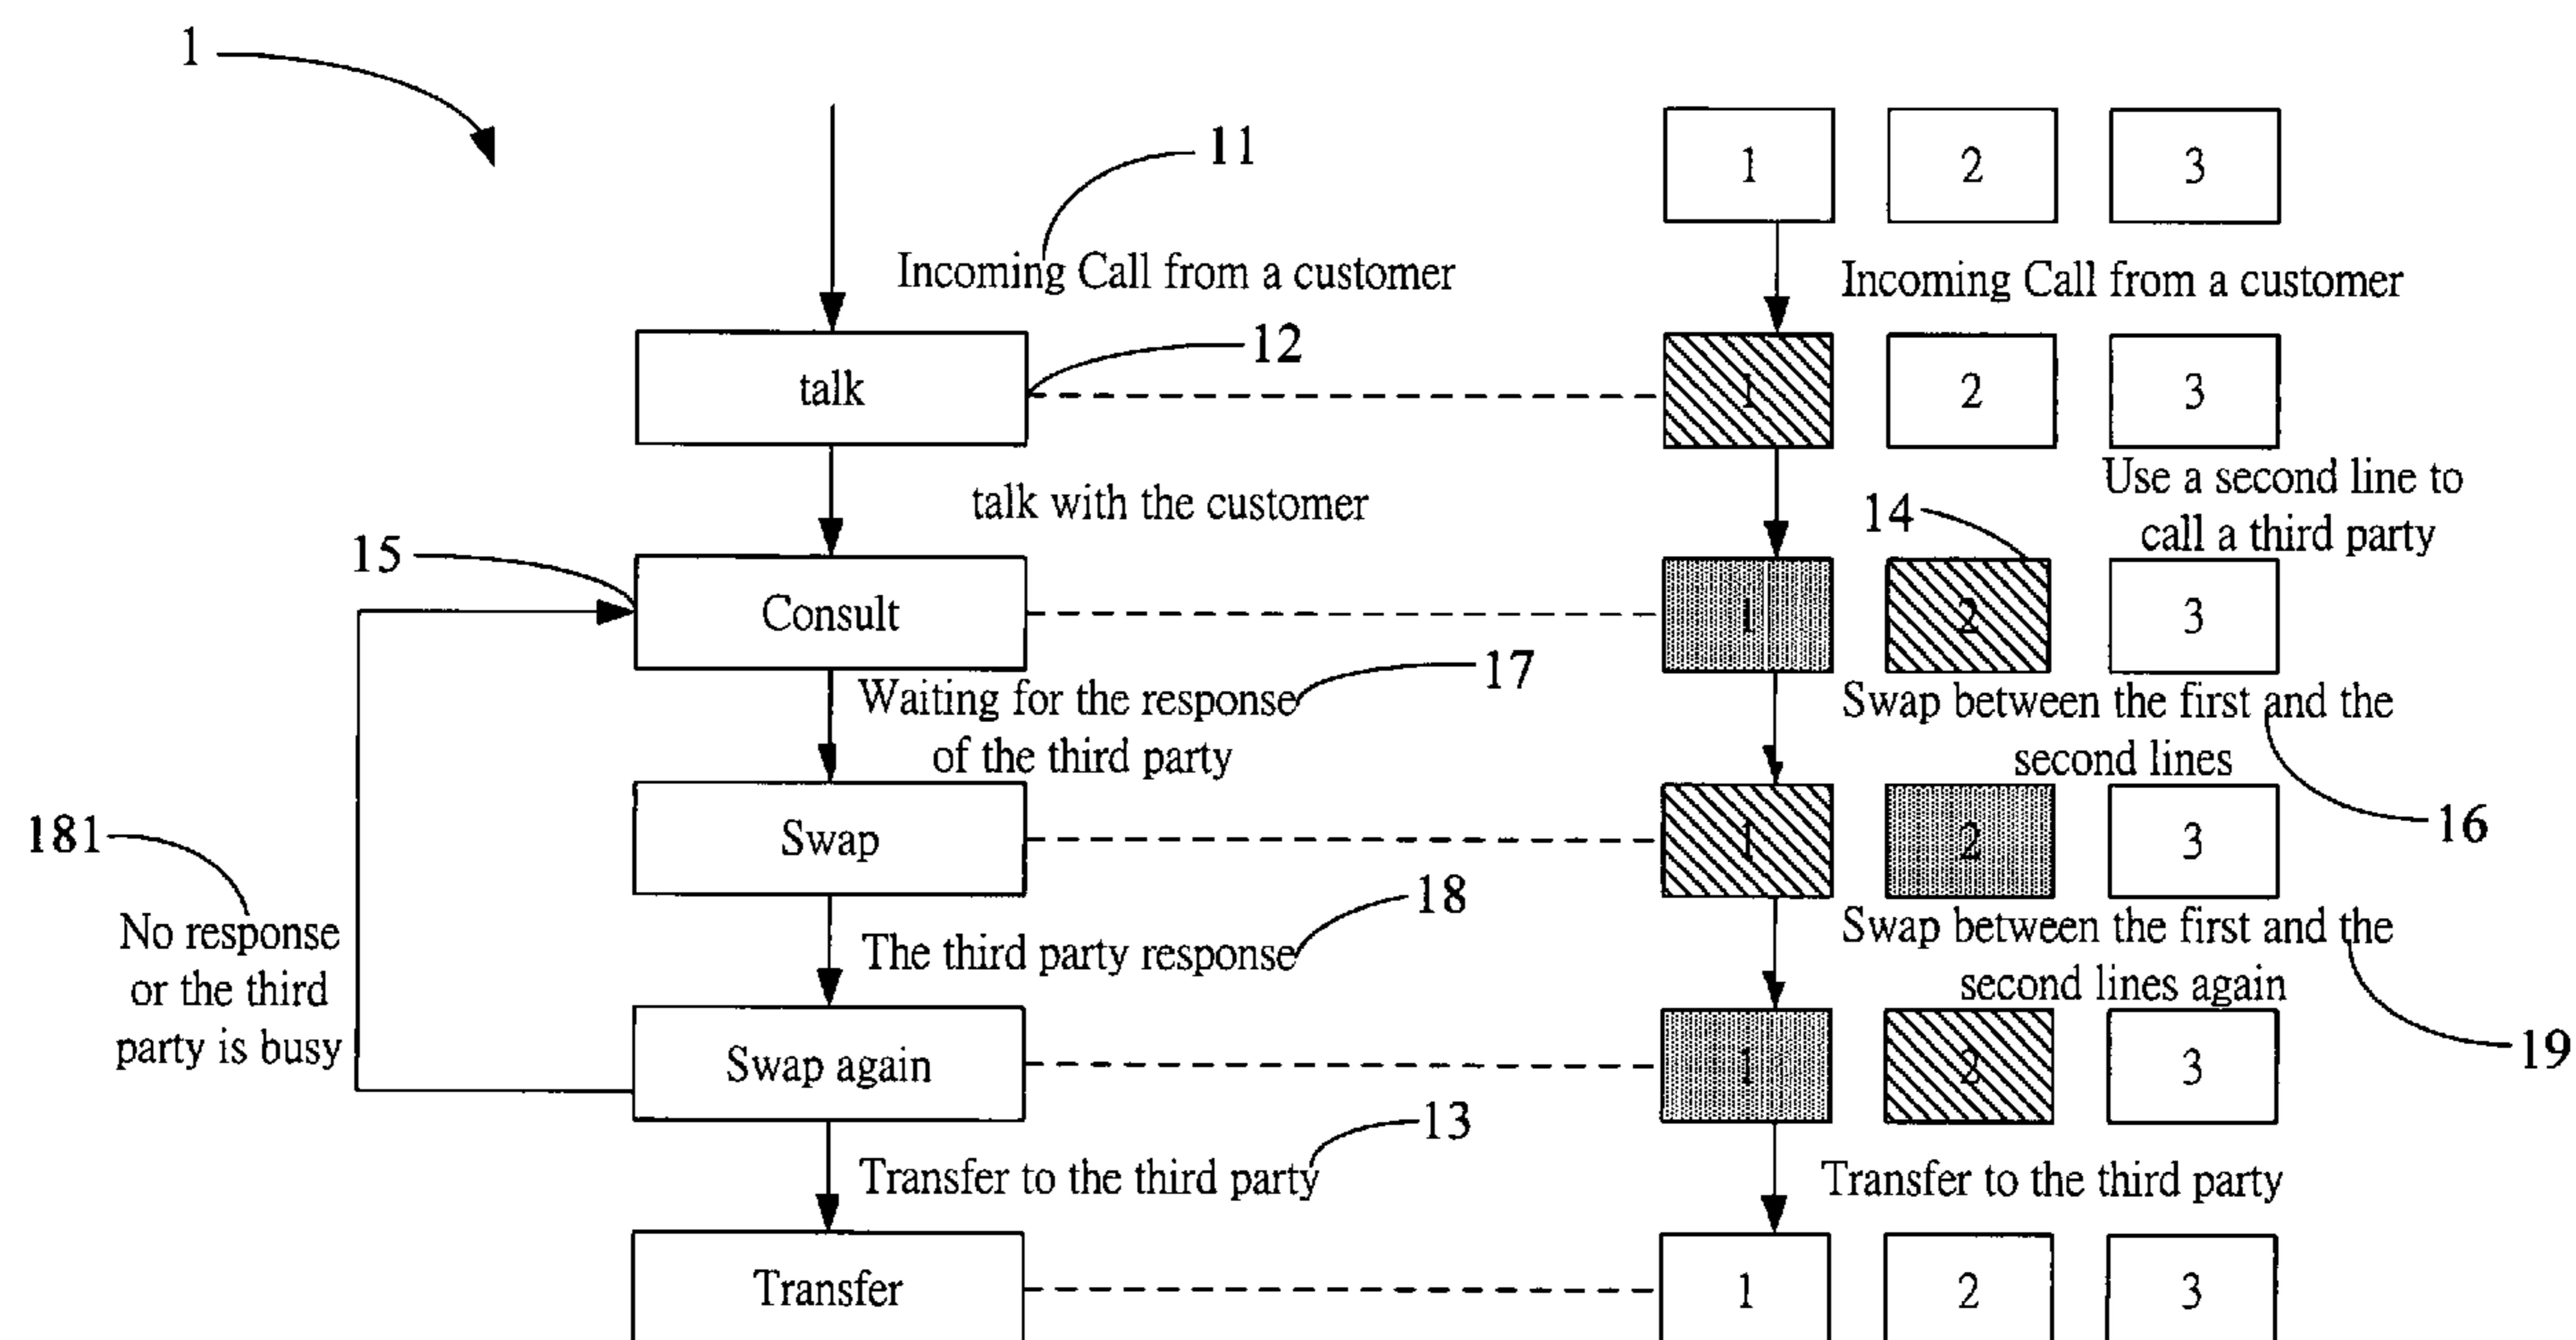 1
11
1 2 3
Incoming Call from a customer
Incoming Call from a customer
12
talk
1 2 3
talk with the customer
Use a second line to
call a third party
14
15
Consult
1 2 3
17
Waiting for the response
of the third party
Swap between the first and the
second lines
16
181
Swap
1 2 3
18
No response
or the third
party is busy
The third party response
Swap between the first and the
second lines again
19
Swap again
1 2 3
13
Transfer to the third party
Transfer to the third party
Transfer
1 2 3